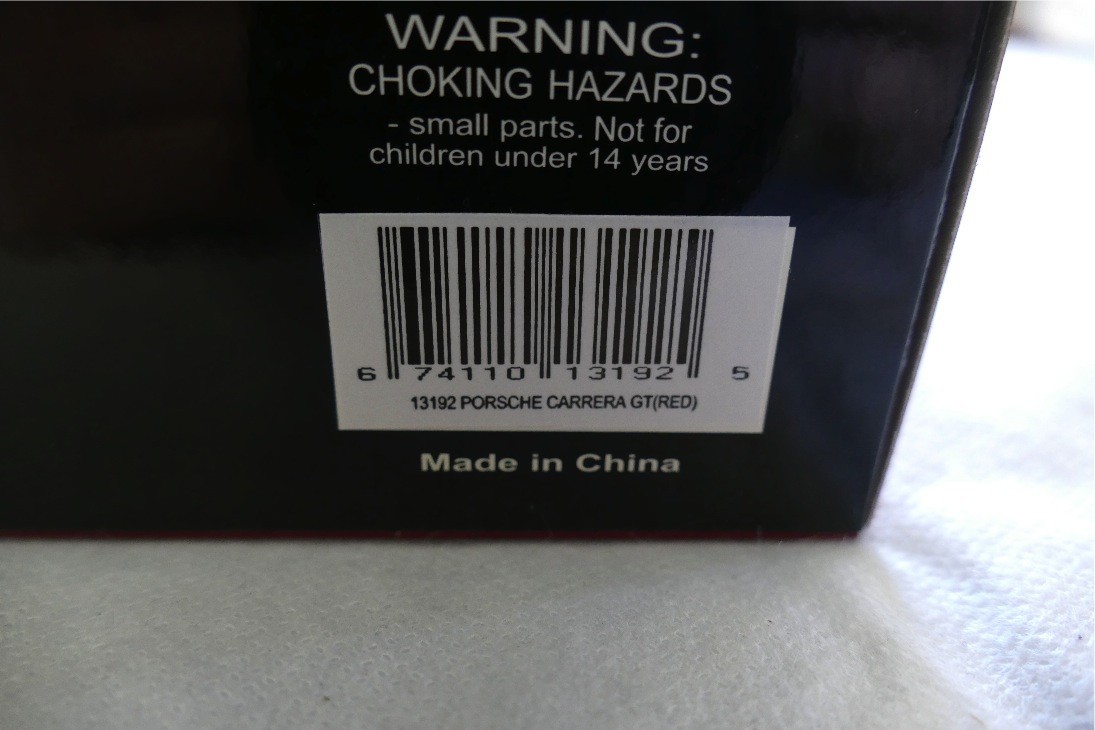 WARNING:
CHOKING HAZARDS
- small parts. Not for
children under 14 years
6 74110 13192 5
13192 PORSCHE CARRERA GT(RED)
Made in China